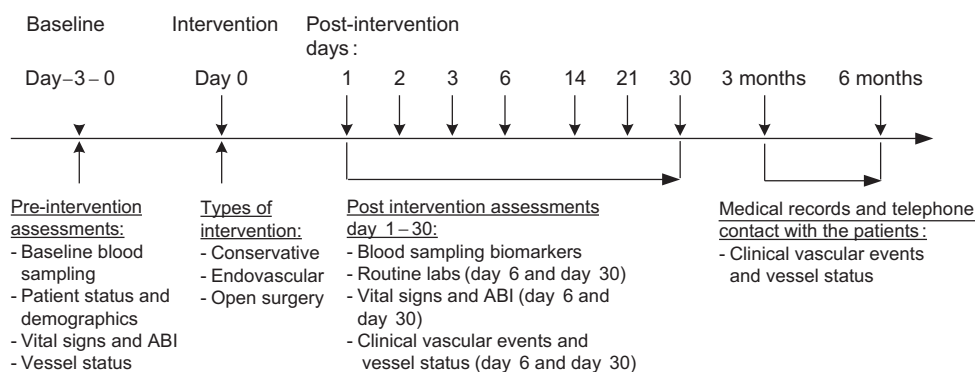 Baseline Intervention Post-intervention
days :
Day–3 – 0 Day 0 1 2 3 6 14 21 30 3 months 6 months
Pre-intervention
assessments:
- Baseline blood
sampling
- Patient status and
demographics
- Vital signs and ABI
- Vessel status
Types of
intervention:
- Conservative
- Endovascular
- Open surgery
Post intervention assessments
day 1 – 30:
- Blood sampling biomarkers
- Routine labs (day 6 and day 30)
- Vital signs and ABI (day 6 and
day 30)
- Clinical vascular events and
vessel status (day 6 and day 30)
Medical records and telephone
contact with the patients :
- Clinical vascular events
and vessel status